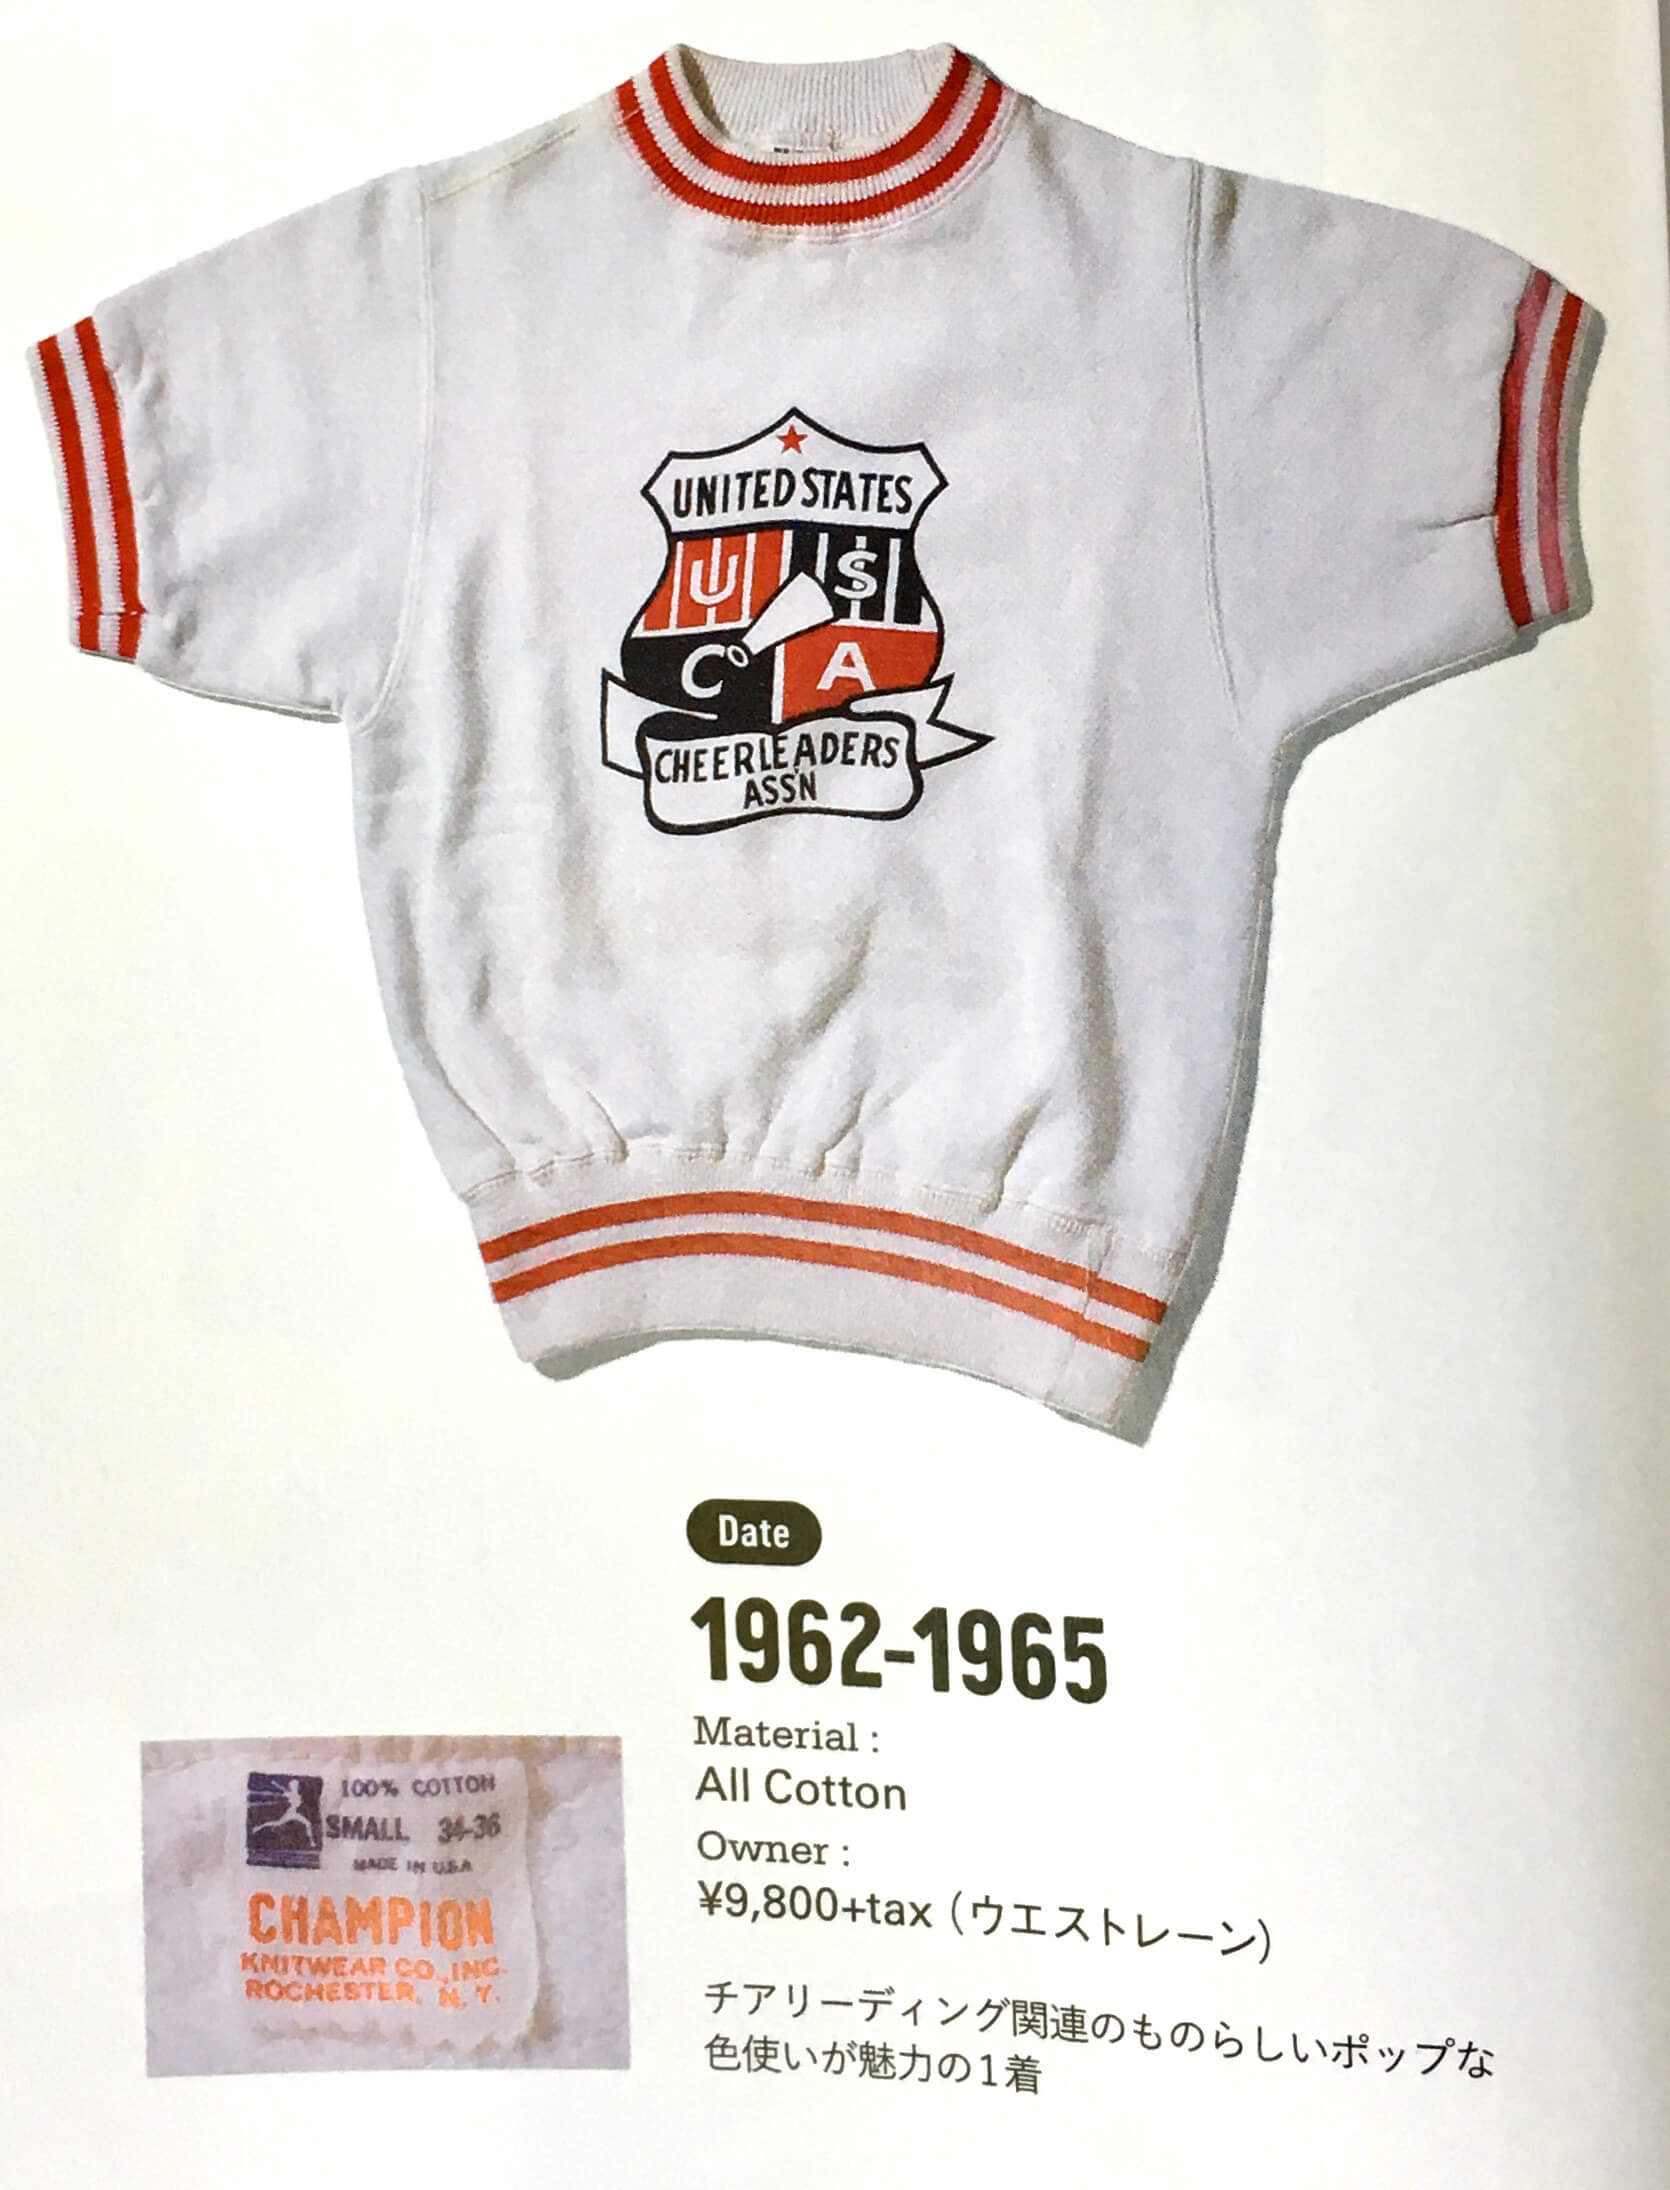 UNITED STATES
U S
C A
CHEERLEADERS
ASS'N
Date
1962-1965
Material :
All Cotton
Owner :
¥9,800+tax（ウエストレーン）
チアリーディング関連のものらしいポップな
色使いが魅力の1着
100% COTTON
SMALL 34-36
MADE IN U.S.A
CHAMPION
KNITWEAR CO., INC.
ROCHESTER, N. Y.